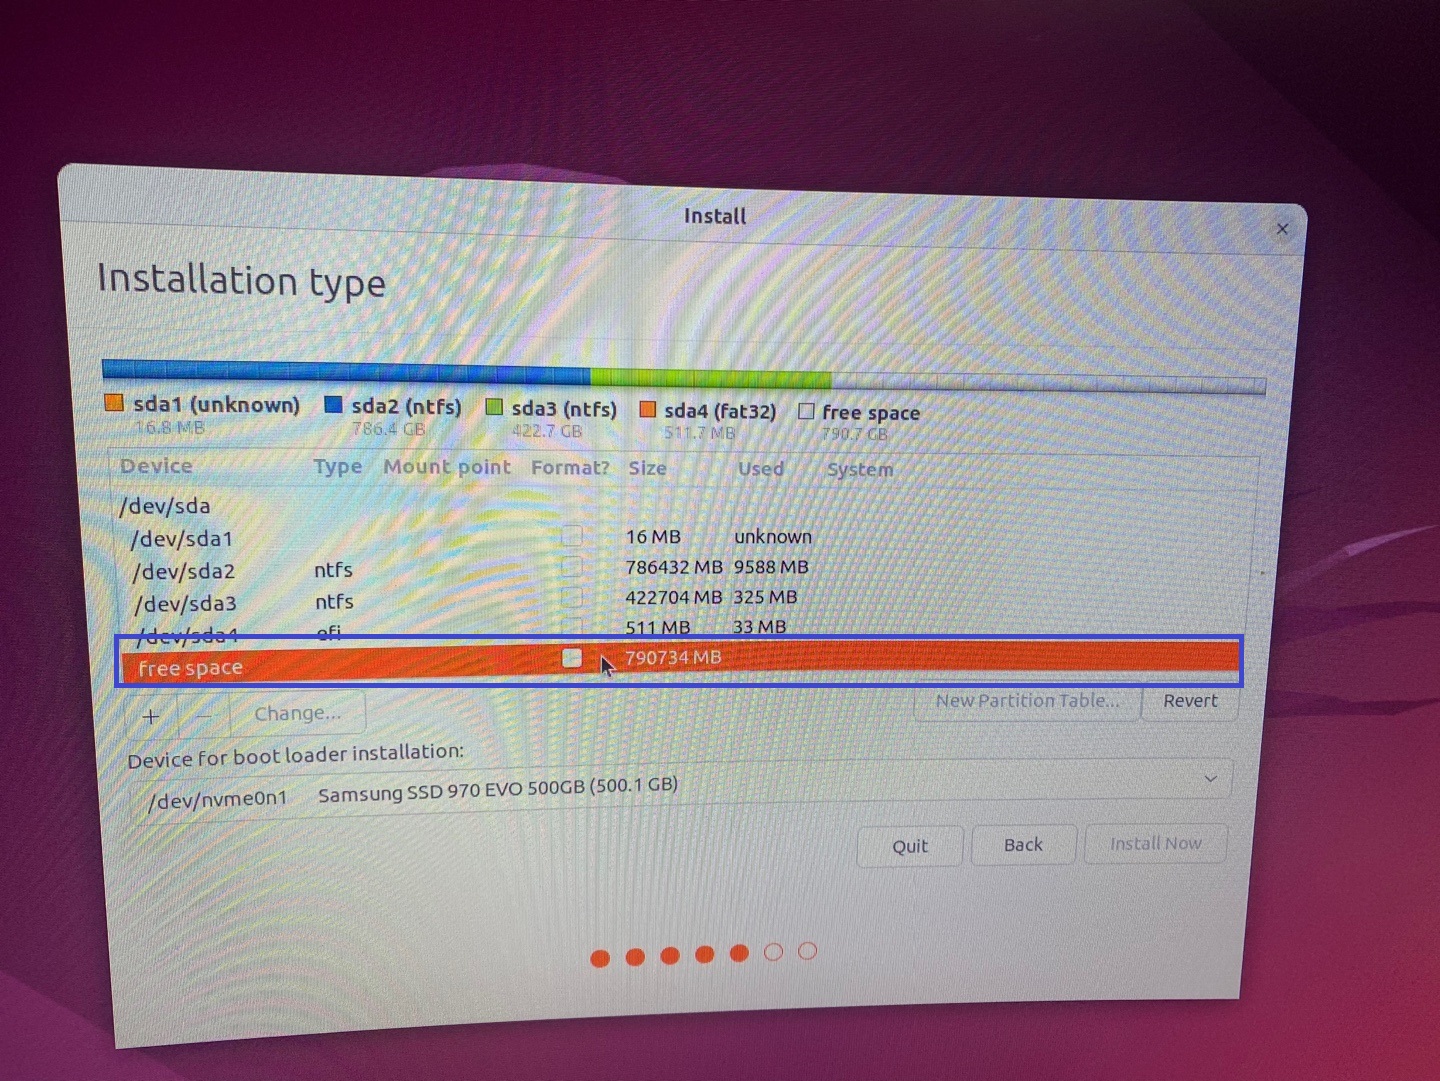 Install
Installation type
sda1 (unknown) sda2 (ntfs) sda3 (ntfs) sda4 (fat32) free space
16.8 MB 786.4 GB 422.7 GB 511.7 MB 790.7 GB
Device Type Mount point Format? Size Used System
/dev/sda
/dev/sda1 16 MB unknown
/dev/sda2 ntfs 786432 MB 9588 MB
/dev/sda3 ntfs 422704 MB 325 MB
/dev/sda4 efi 511 MB 33 MB
free space 790734 MB
+ − Change... New Partition Table... Revert
Device for boot loader installation:
/dev/nvme0n1 Samsung SSD 970 EVO 500GB (500.1 GB)
Quit Back Install Now